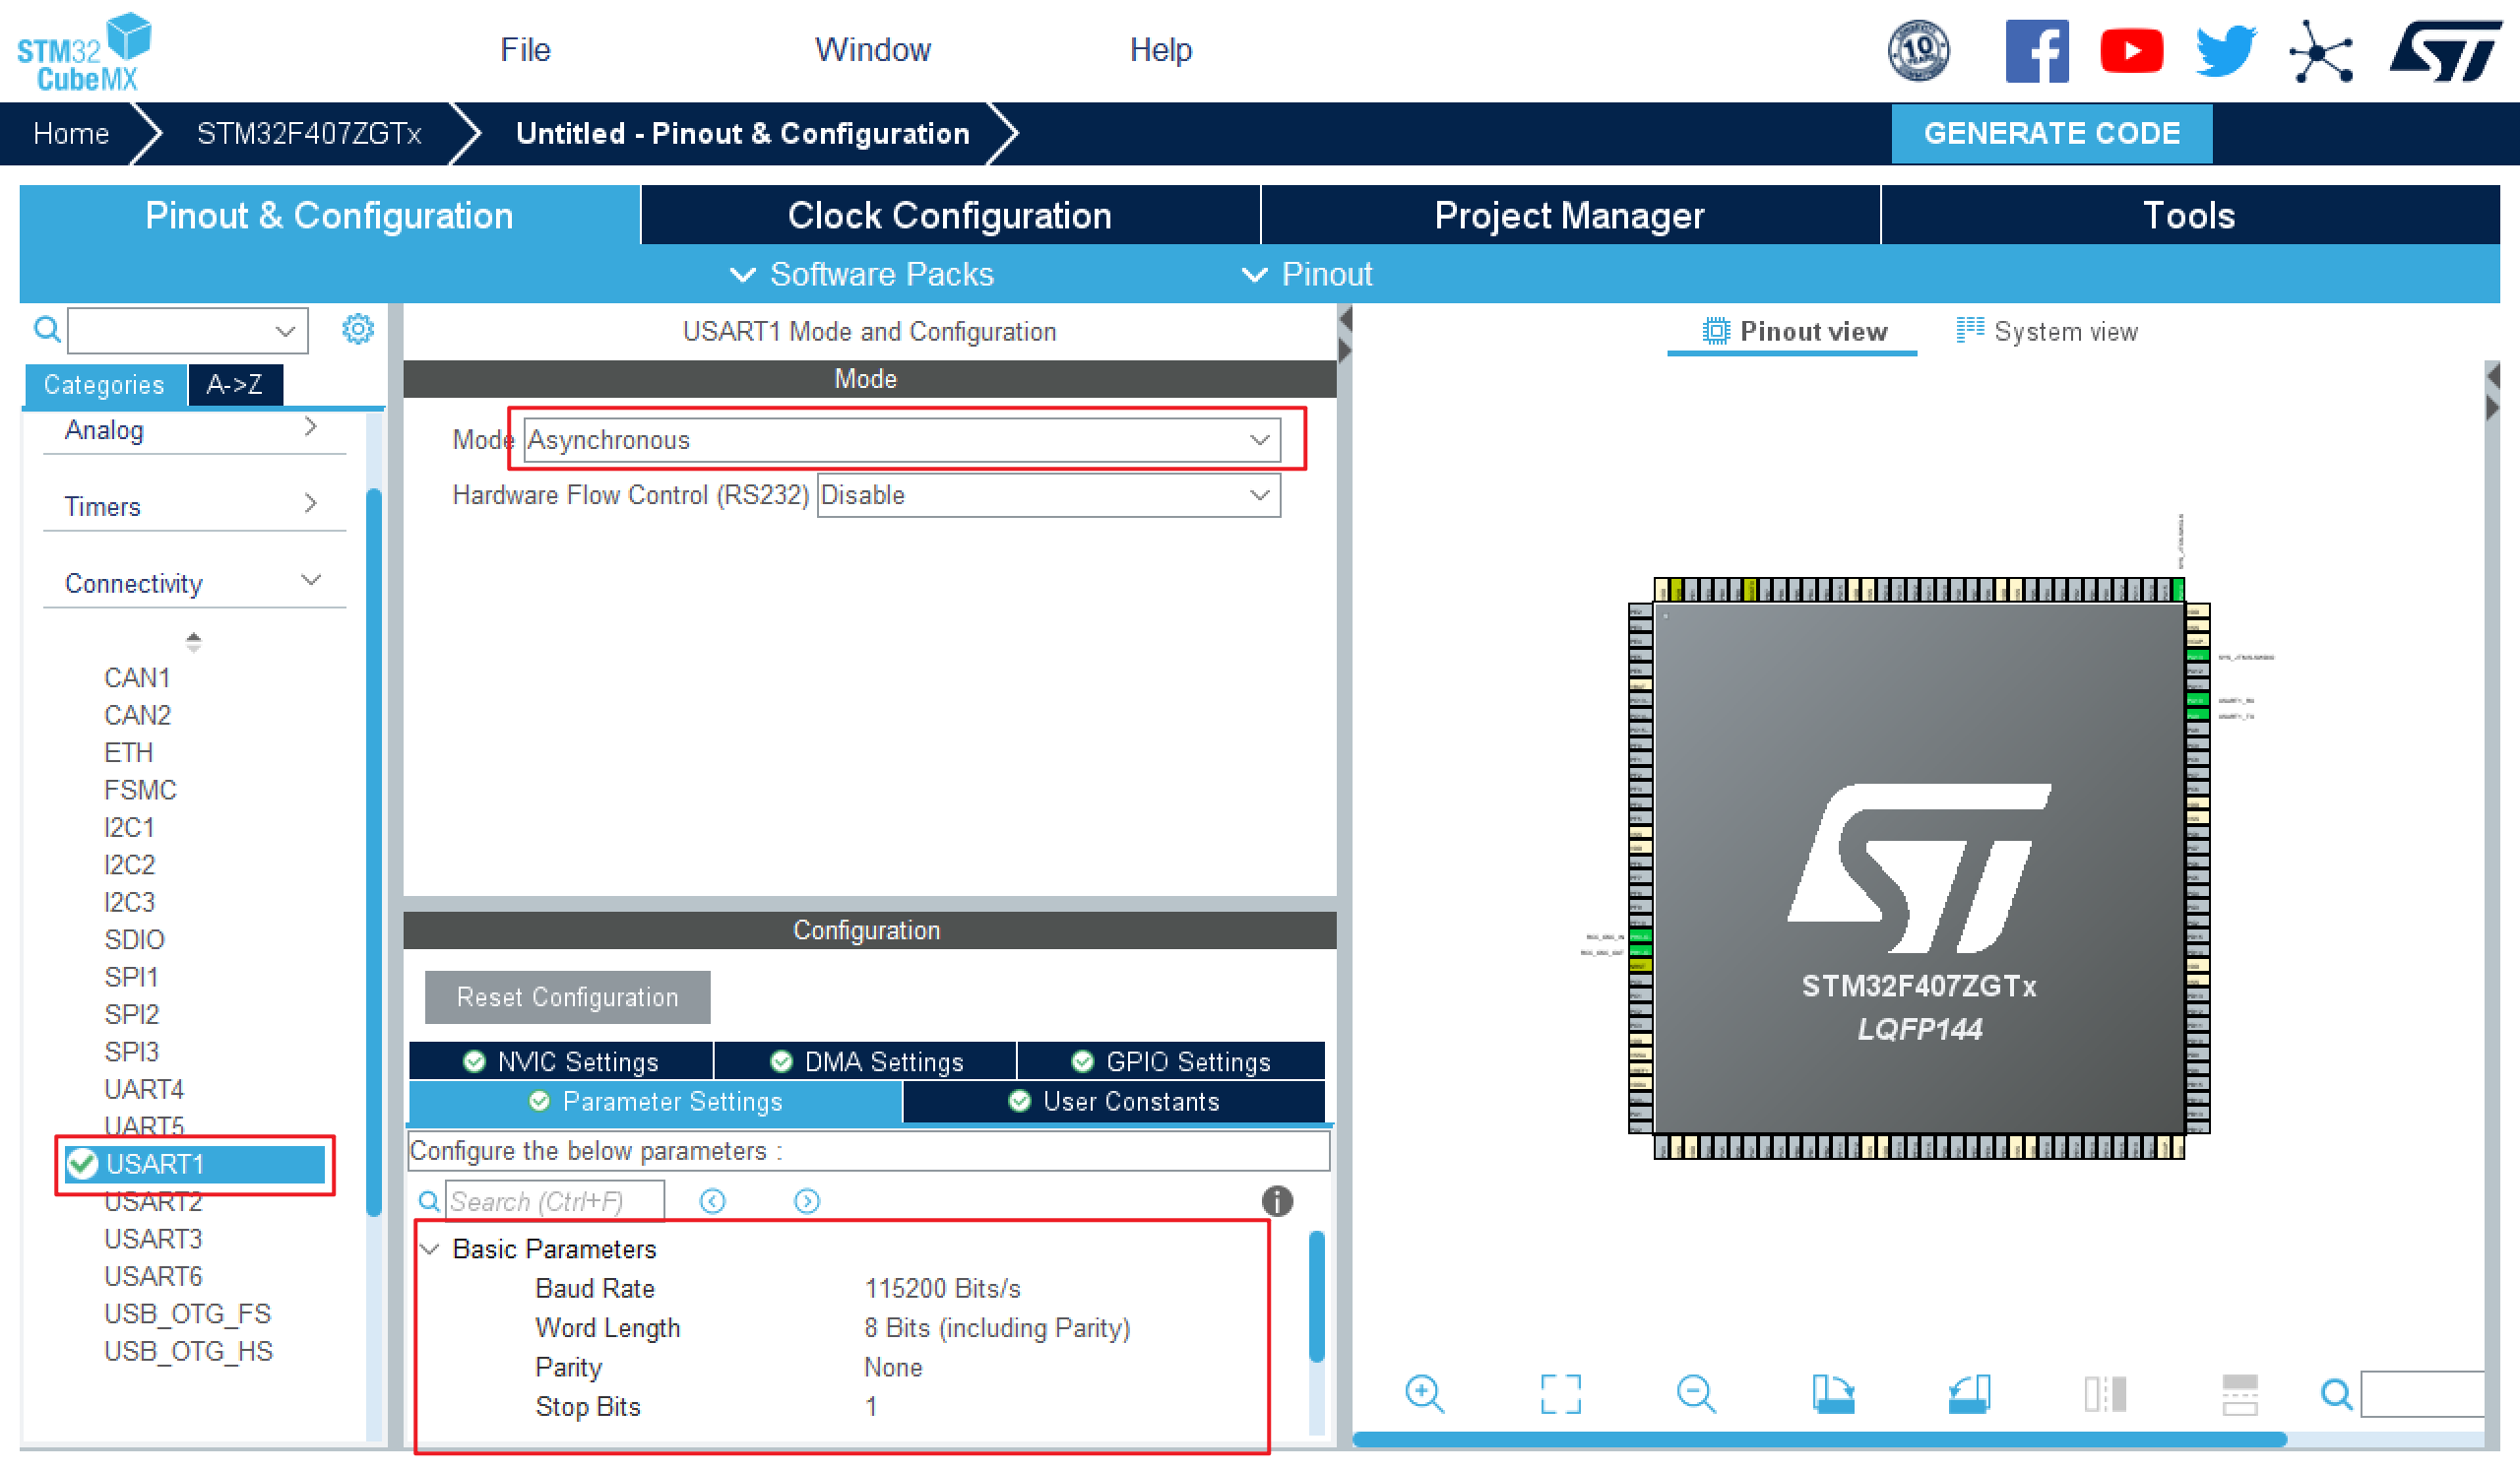 STM32
CubeMX
File
Window
Help
10
YEARS
Home
STM32F407ZGTx
Untitled - Pinout & Configuration
GENERATE CODE
Pinout & Configuration
Clock Configuration
Project Manager
Tools
Software Packs
Pinout
Categories
A->Z
Analog
Timers
Connectivity
CAN1
CAN2
ETH
FSMC
I2C1
I2C2
I2C3
SDIO
SPI1
SPI2
SPI3
UART4
UART5
USART1
USART2
USART3
USART6
USB_OTG_FS
USB_OTG_HS
USART1 Mode and Configuration
Mode
Mode Asynchronous
Hardware Flow Control (RS232) Disable
Configuration
Reset Configuration
NVIC Settings
DMA Settings
GPIO Settings
Parameter Settings
User Constants
Configure the below parameters :
Search (Ctrl+F)
Basic Parameters
Baud Rate 115200 Bits/s
Word Length 8 Bits (including Parity)
Parity None
Stop Bits 1
Pinout view
System view
USART1_RX
USART1_TX
STM32F407ZGTx
LQFP144